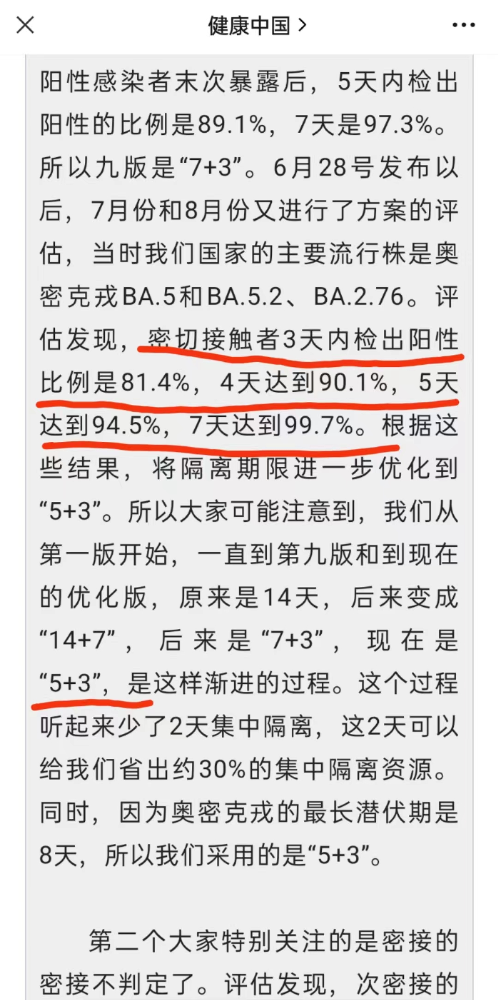 健康中国
阳性感染者末次暴露后，5天内检出
阳性的比例是89.1%，7天是97.3%。
所以九版是“7+3”。6月28号发布以
后，7月份和8月份又进行了方案的评
估，当时我们国家的主要流行株是奥
密克戎BA.5和BA.5.2、BA.2.76。评
估发现，密切接触者3天内检出阳性
比例是81.4%，4天达到90.1%，5天
达到94.5%，7天达到99.7%。根据这
些结果，将隔离期限进一步优化到
“5+3”。所以大家可能注意到，我们从
第一版开始，一直到第九版和到现在
的优化版，原来是14天，后来变成
“14+7”，后来是“7+3”，现在是
“5+3”，是这样渐进的过程。这个过程
听起来少了2天集中隔离，这2天可以
给我们省出约30%的集中隔离资源。
同时，因为奥密克戎的最长潜伏期是
8天，所以我们采用的是“5+3”。
第二个大家特别关注的是密接的
密接不判定了。评估发现，次密接的